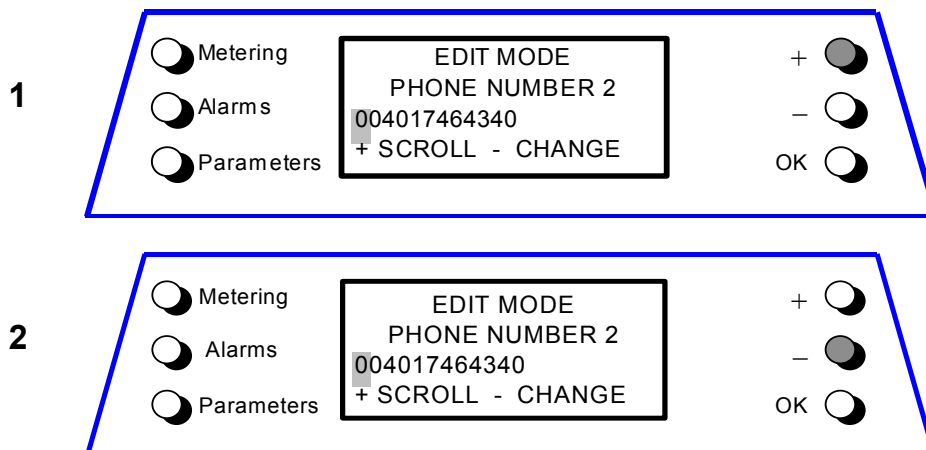 1
Metering
Alarms
Parameters
EDIT MODE
PHONE NUMBER 2
004017464340
+ SCROLL - CHANGE
+
–
OK
2
Metering
Alarms
Parameters
EDIT MODE
PHONE NUMBER 2
004017464340
+ SCROLL - CHANGE
+
–
OK